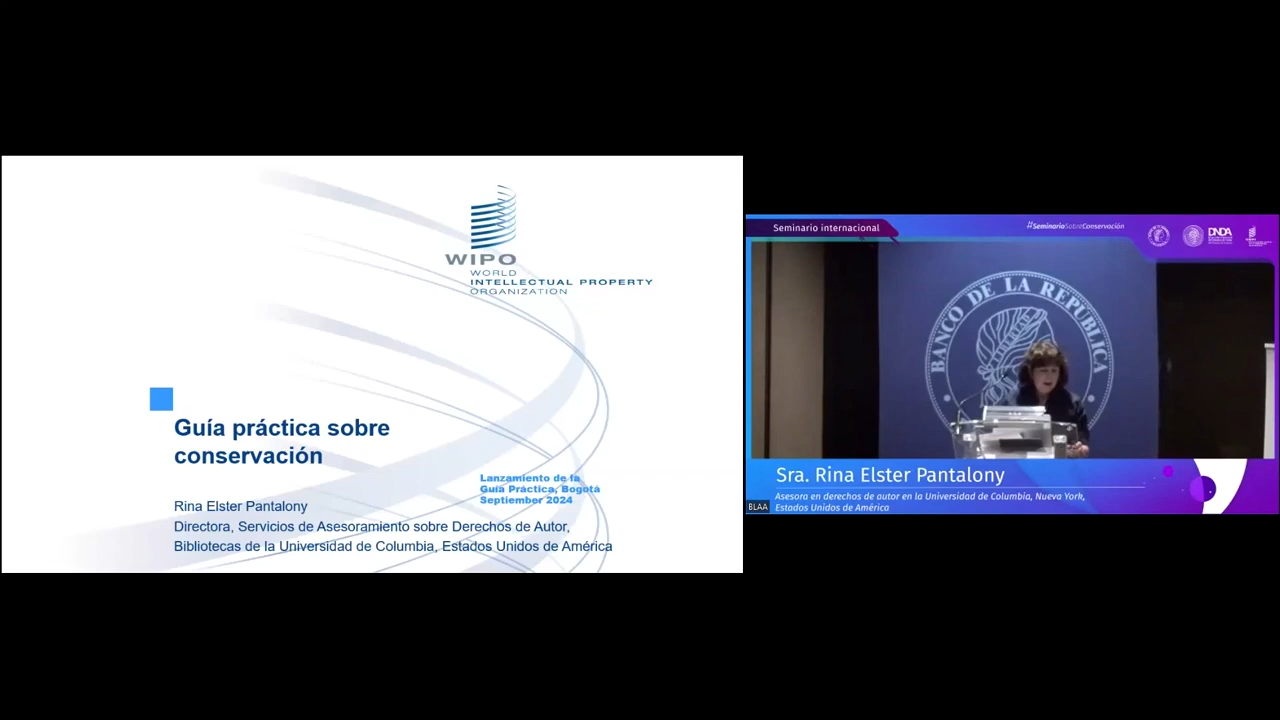 WIPO
WORLD
INTELLECTUAL PROPERTY
ORGANIZATION
Guía práctica sobre
conservación
Lanzamiento de la
Guía Práctica, Bogotá
September 2024
Rina Elster Pantalony
Directora, Servicios de Asesoramiento sobre Derechos de Autor,
Bibliotecas de la Universidad de Columbia, Estados Unidos de América
Seminario internacional
#SeminarioSobreConservación
DNDA
BANCO DE LA REPUBLICA
Sra. Rina Elster Pantalony
Asesora en derechos de autor en la Universidad de Columbia, Nueva York,
Estados Unidos de América
BLAA